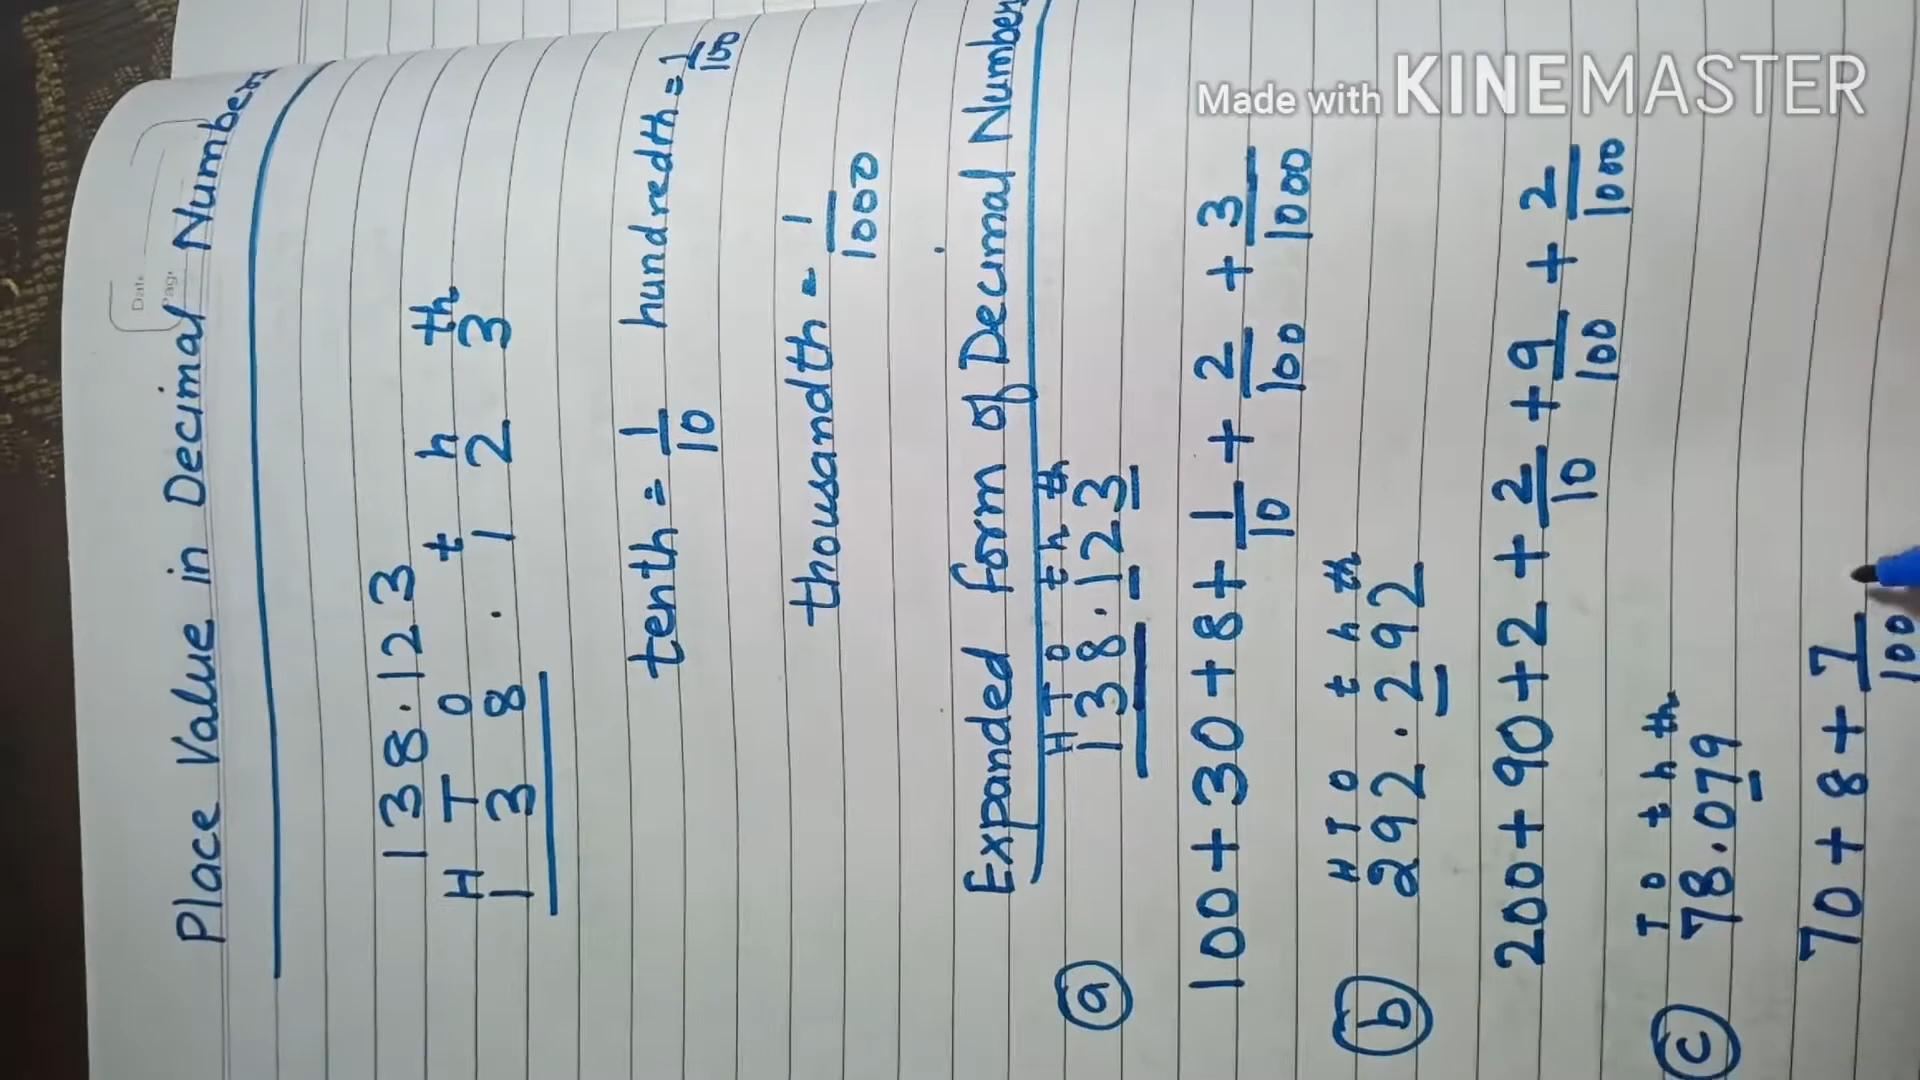 Date
Page
Place Value in Decimal Numbers
138.123
H T O t h th
1 3 8 . 1 2 3
tenth = 1/10 hundredth = 1/100
thousandth = 1/1000
Expanded form of Decimal Number
H T O t h th
(a) 138.123
100 + 30 + 8 + 1/10 + 2/100 + 3/1000
H T O t h th
(b) 292.292
200 + 90 + 2 + 2/10 + 9/100 + 2/1000
T O t h th
(c) 78.079
70 + 8 + 7/100
Made with KINEMASTER